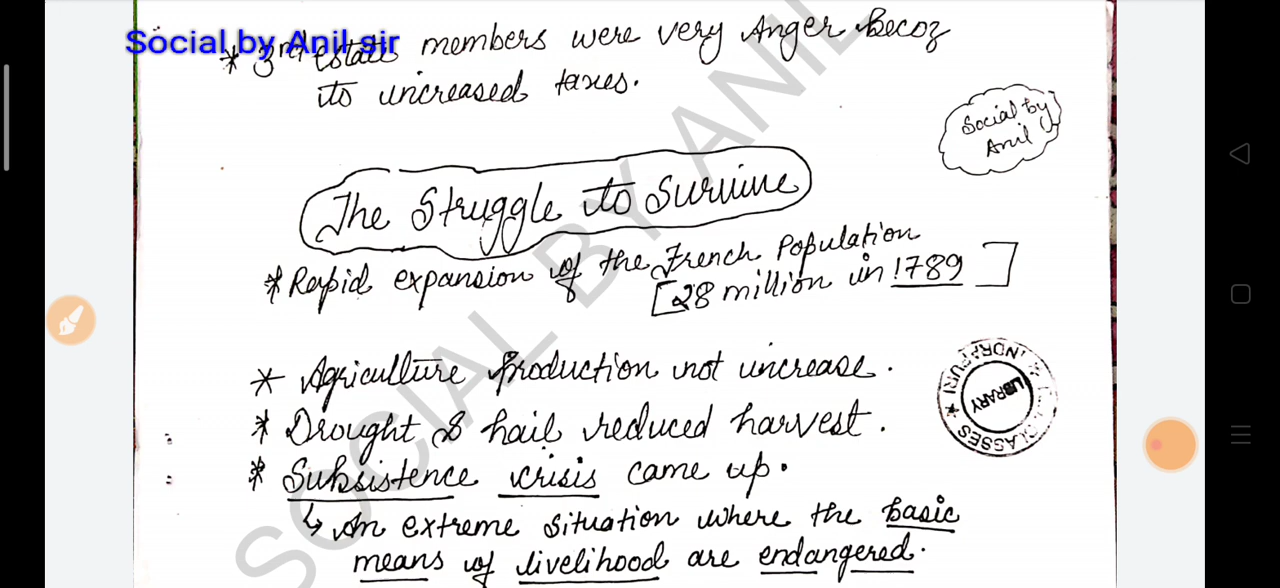 Social by Anil sir
* 3rd estate members were very Anger Becoz
to increased taxes.
Social by
Anil
The Struggle to Survive
* Rapid expansion of the French Population
[28 million in 1789]
* Agriculture Production not increase.
* Drought & hail reduced harvest.
* Subsistence crisis came up.
↳ An extreme situation where the basic
means of livelihood are endangered.
LIBRARY
CLASSES
SOCIAL BY ANIL